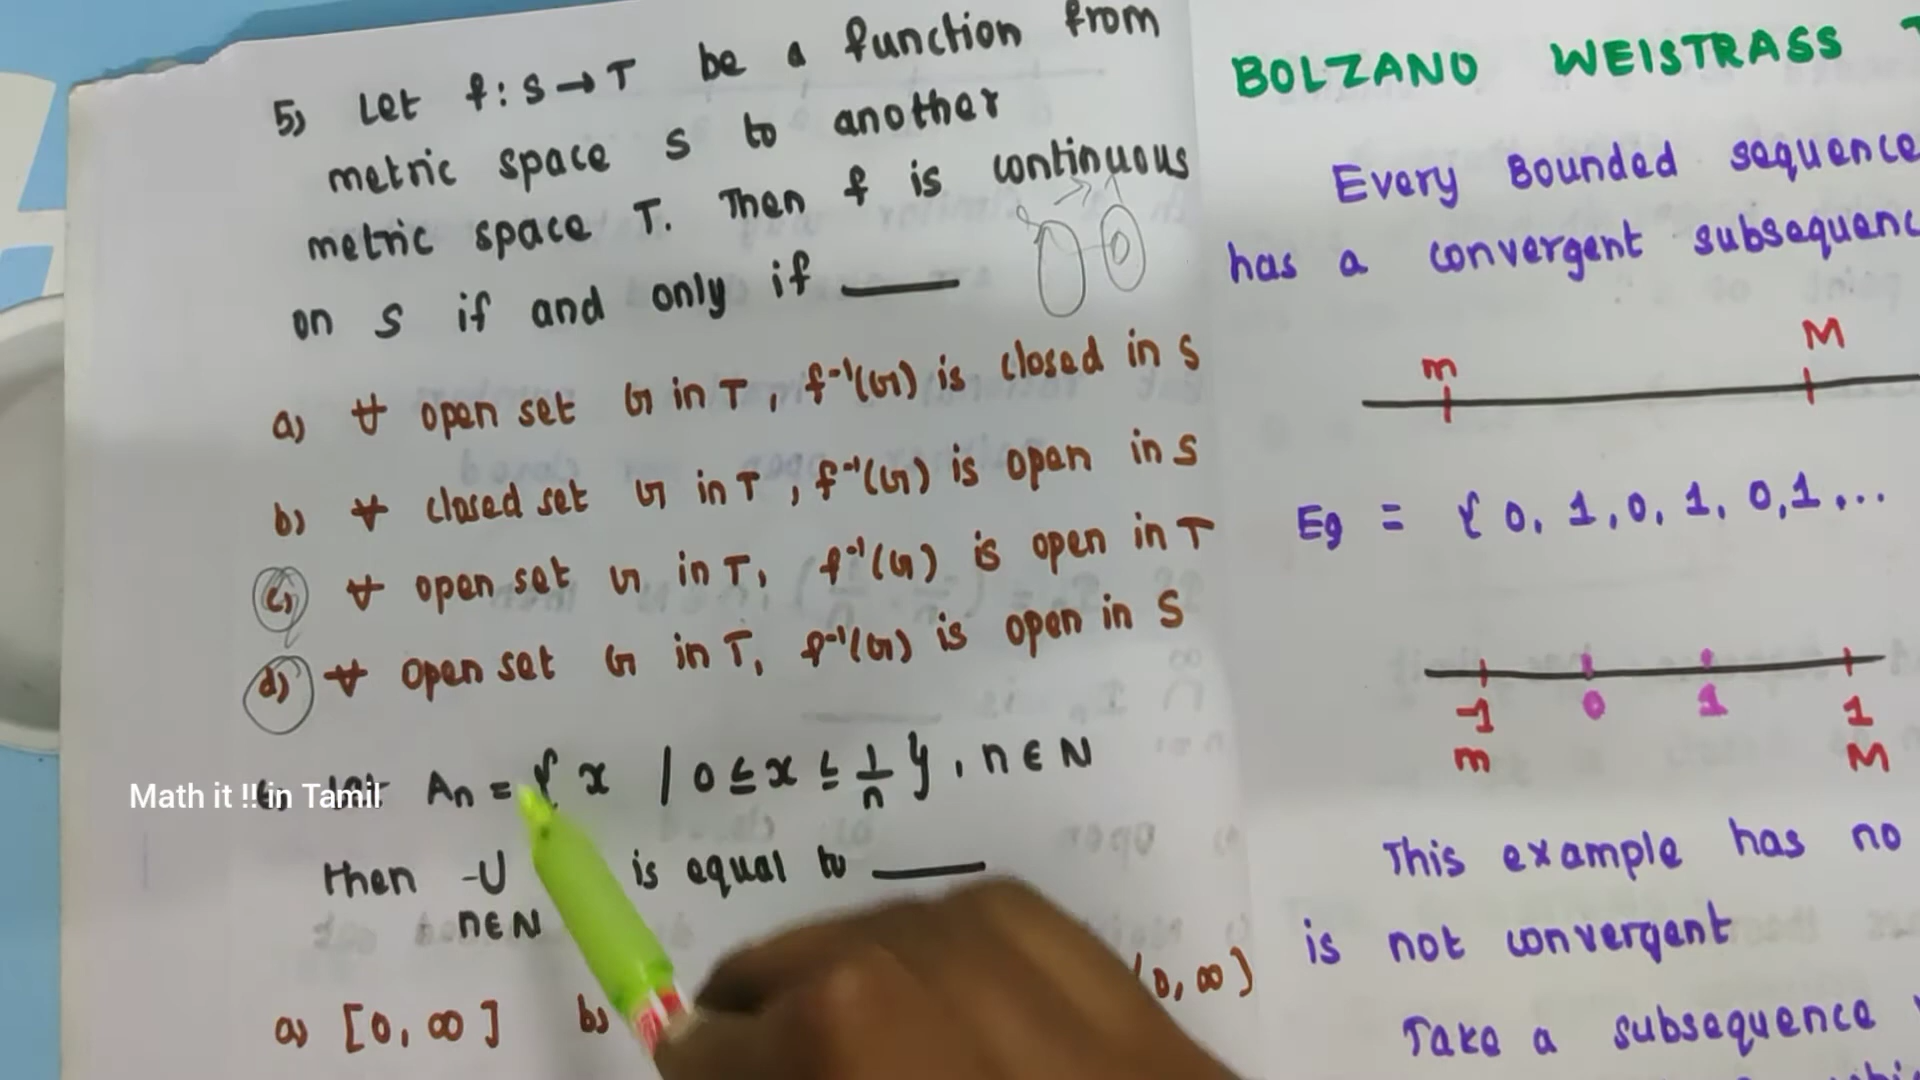 5) Let f : S → T be a function from
metric space S to another
metric space T. Then f is continuous
on S if and only if ____
a) ∀ open set G in T, f⁻¹(G) is closed in S
b) ∀ closed set G in T, f⁻¹(G) is open in S
c) ∀ open set G in T, f⁻¹(G) is open in T
d) ∀ open set G in T, f⁻¹(G) is open in S
An = { x / 0 ≤ x ≤ 1/n }, n ∈ N
Math it !! in Tamil
then U is equal to ____
n∈N
a) [0, ∞] b) 0, ∞)
BOLZANO WEISTRASS
Every Bounded sequence
has a convergent
m M
Eg = { 0, 1, 0, 1, 0, 1, ...
-1 0 1 1
m M
This example has no
is not convergent
Take a subsequence